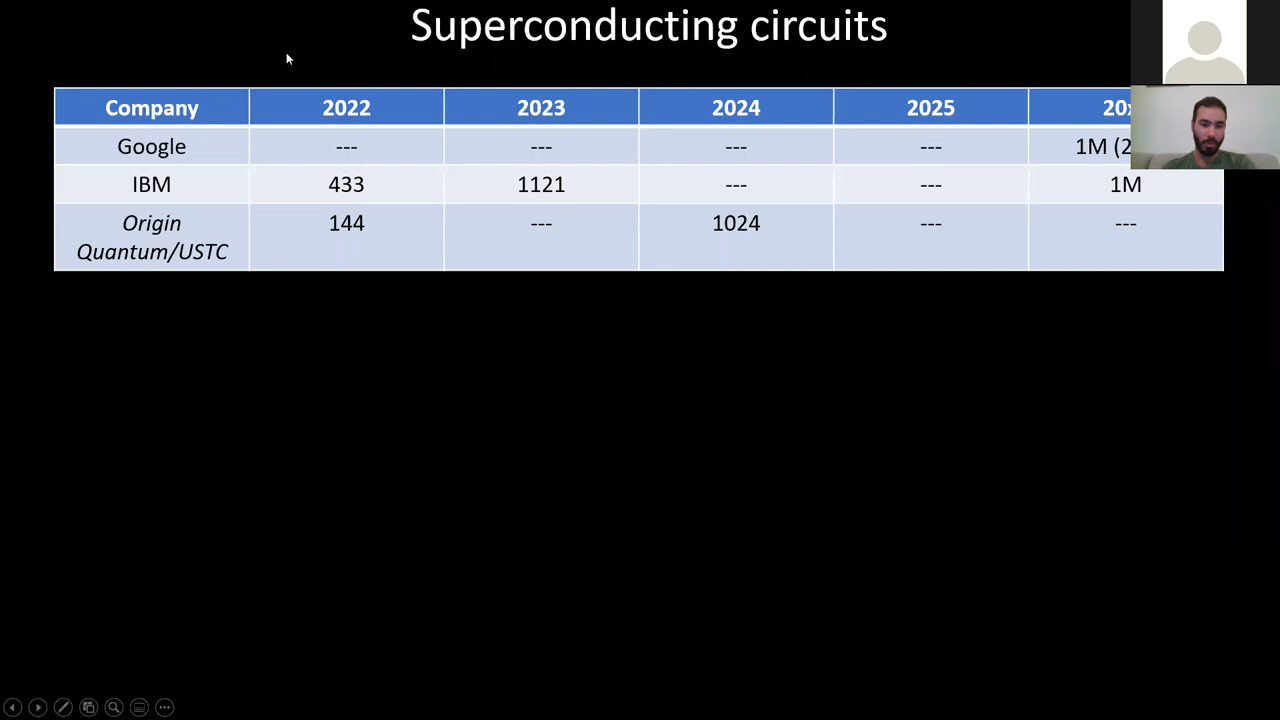 Superconducting circuits
Company 2022 2023 2024 2025
Google --- --- --- --- 1M
IBM 433 1121 --- --- 1M
Origin Quantum/USTC 144 --- 1024 --- ---